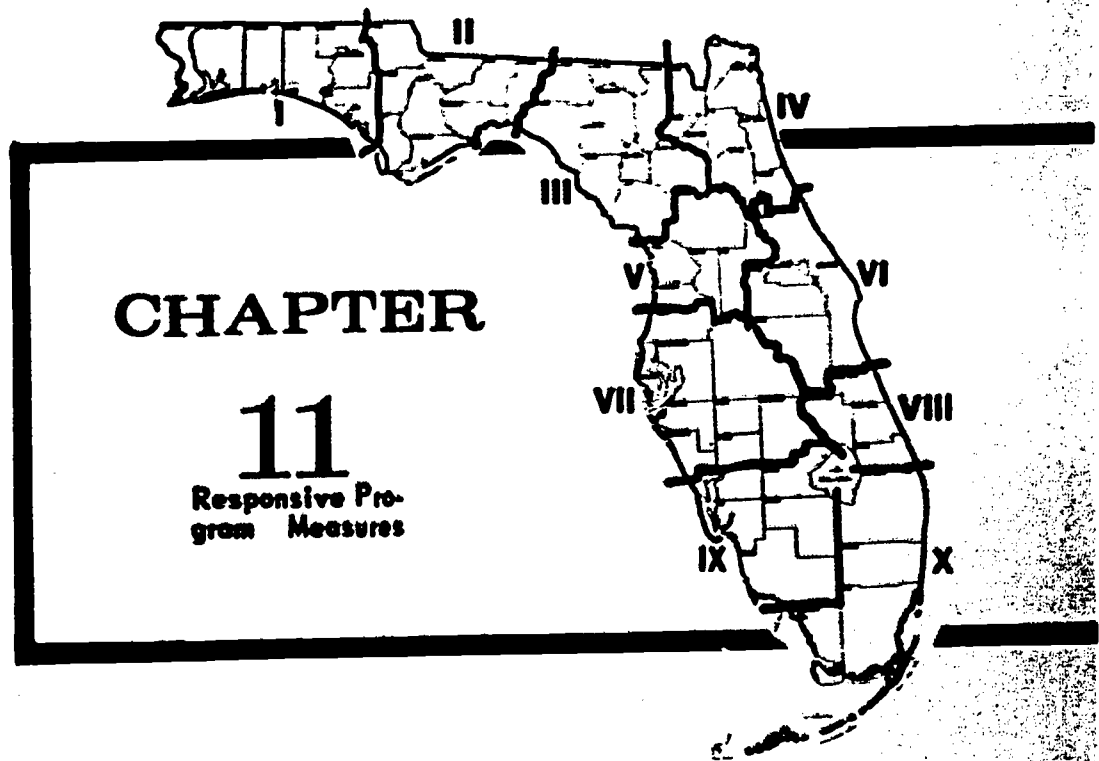 II
I
IV
III
V
VI
CHAPTER
11
Responsive Pro-
gram Measures
VII
VIII
IX
X